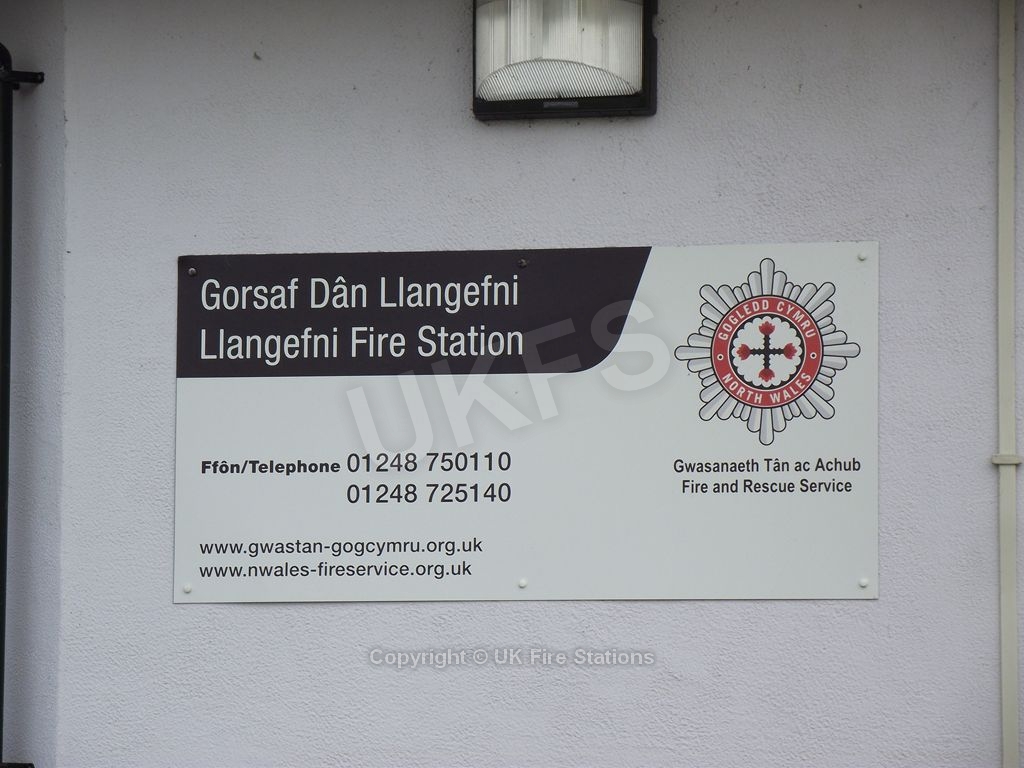 Gorsaf Dân Llangefni
Llangefni Fire Station
GOGLEDD CYMRU
NORTH WALES
Gwasanaeth Tân ac Achub
Fire and Rescue Service
Ffôn/Telephone 01248 750110
01248 725140
www.gwastan-gogcymru.org.uk
www.nwales-fireservice.org.uk
UKFS
Copyright © UK Fire Stations